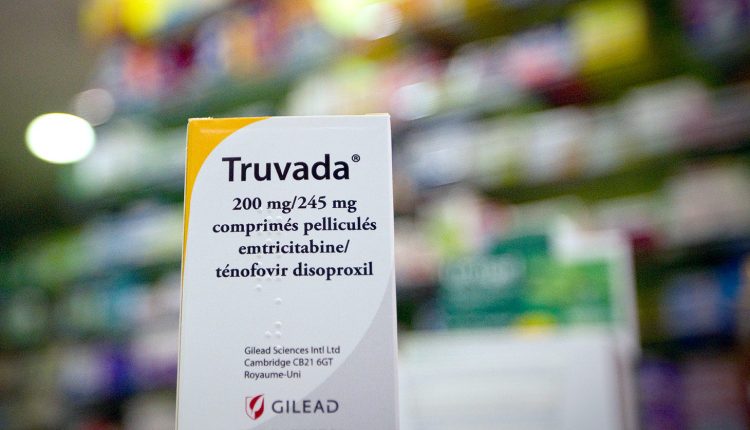 Truvada®
200 mg/245 mg
comprimés pelliculés
emtricitabine/
ténofovir disoproxil
Gilead Sciences Intl Ltd
Cambridge CB21 6GT
Royaume-Uni
GILEAD